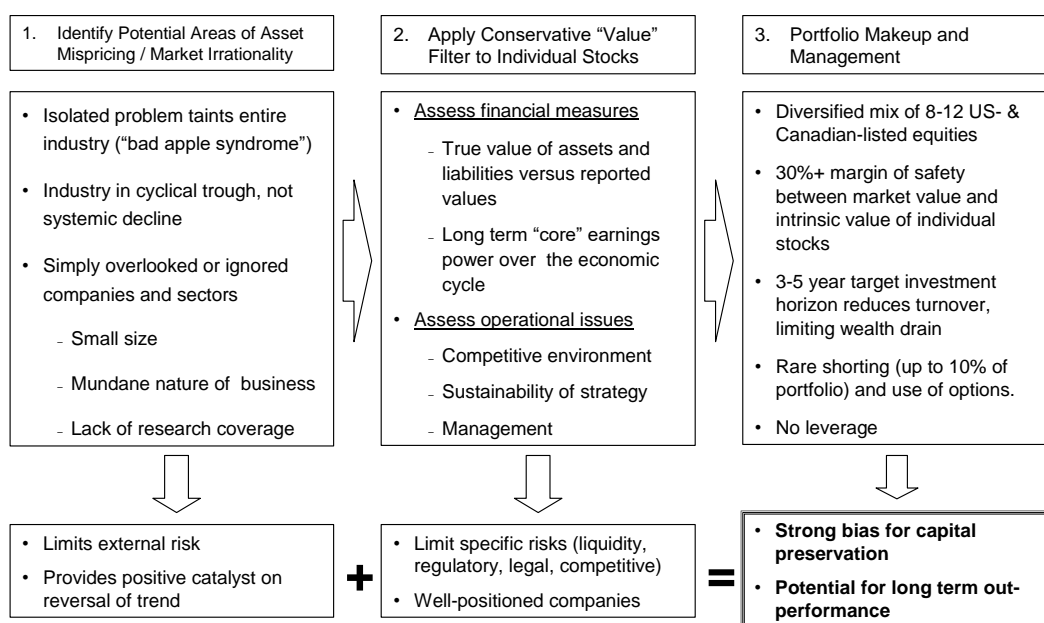 1. Identify Potential Areas of Asset
Mispricing / Market Irrationality
2. Apply Conservative “Value”
Filter to Individual Stocks
3. Portfolio Makeup and
Management
• Isolated problem taints entire
industry (“bad apple syndrome”)
• Industry in cyclical trough, not
systemic decline
• Simply overlooked or ignored
companies and sectors
– Small size
– Mundane nature of business
– Lack of research coverage
• Assess financial measures
– True value of assets and
liabilities versus reported
values
– Long term “core” earnings
power over the economic
cycle
• Assess operational issues
– Competitive environment
– Sustainability of strategy
– Management
• Diversified mix of 8-12 US- &
Canadian-listed equities
• 30%+ margin of safety
between market value and
intrinsic value of individual
stocks
• 3-5 year target investment
horizon reduces turnover,
limiting wealth drain
• Rare shorting (up to 10% of
portfolio) and use of options.
• No leverage
• Limits external risk
• Provides positive catalyst on
reversal of trend
+
• Limit specific risks (liquidity,
regulatory, legal, competitive)
• Well-positioned companies
=
• Strong bias for capital
preservation
• Potential for long term out-
performance